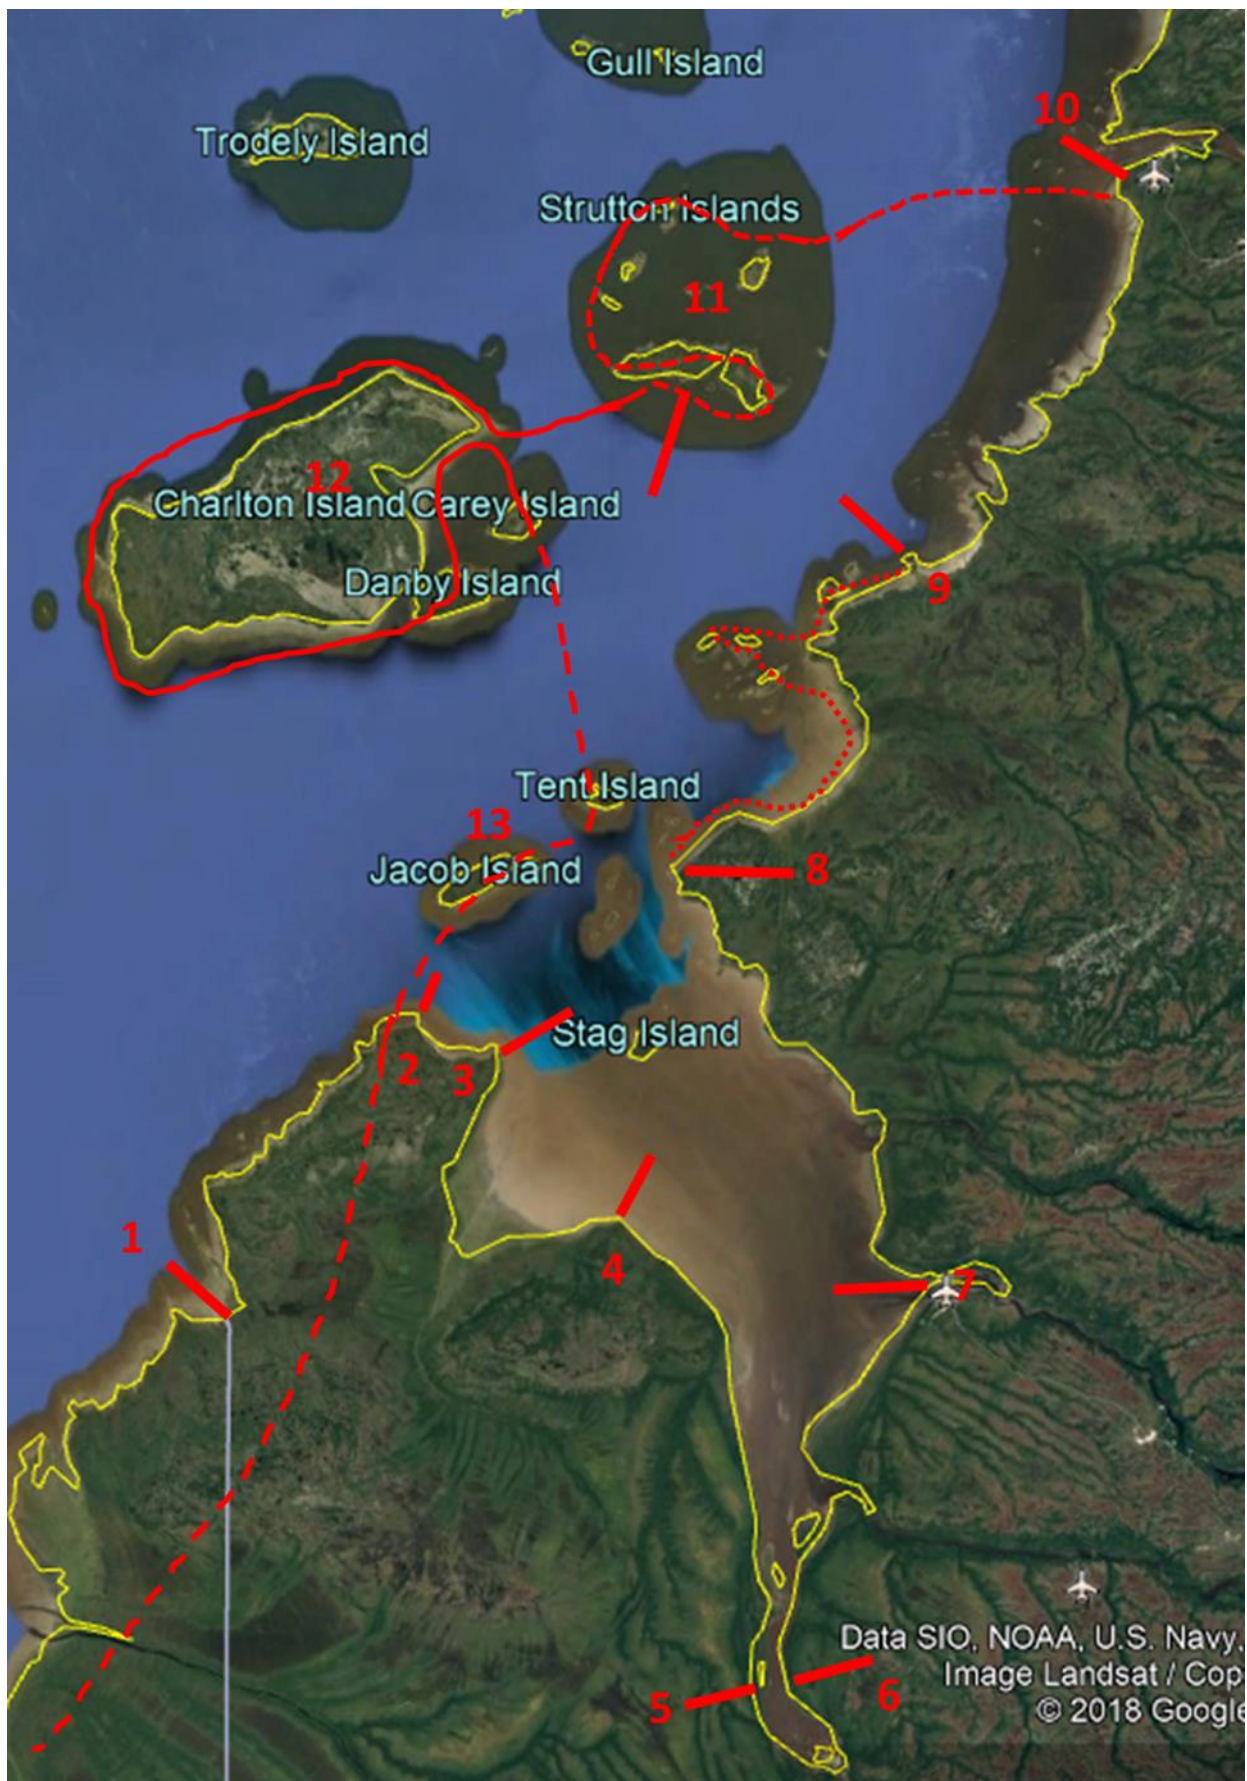 Gull Island
10
Trodely Island
Strutton Islands
11
12
Charlton Island
Carey Island
Danby Island
9
Tent Island
13
Jacob Island
8
Stag Island
2
3
1
4
7
Data SIO, NOAA, U.S. Navy,
Image Landsat / Cop
5
6
© 2018 Google